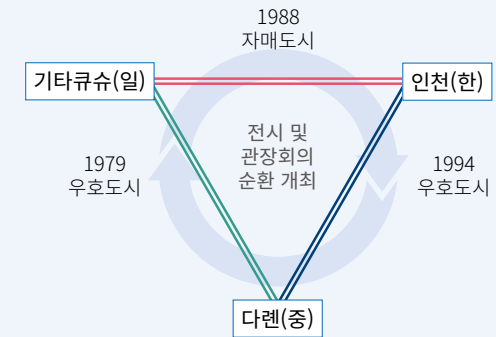 1988
자매도시
기타큐슈(일)
인천(한)
전시 및
관장회의
순환 개최
1979
우호도시
1994
우호도시
다롄(중)